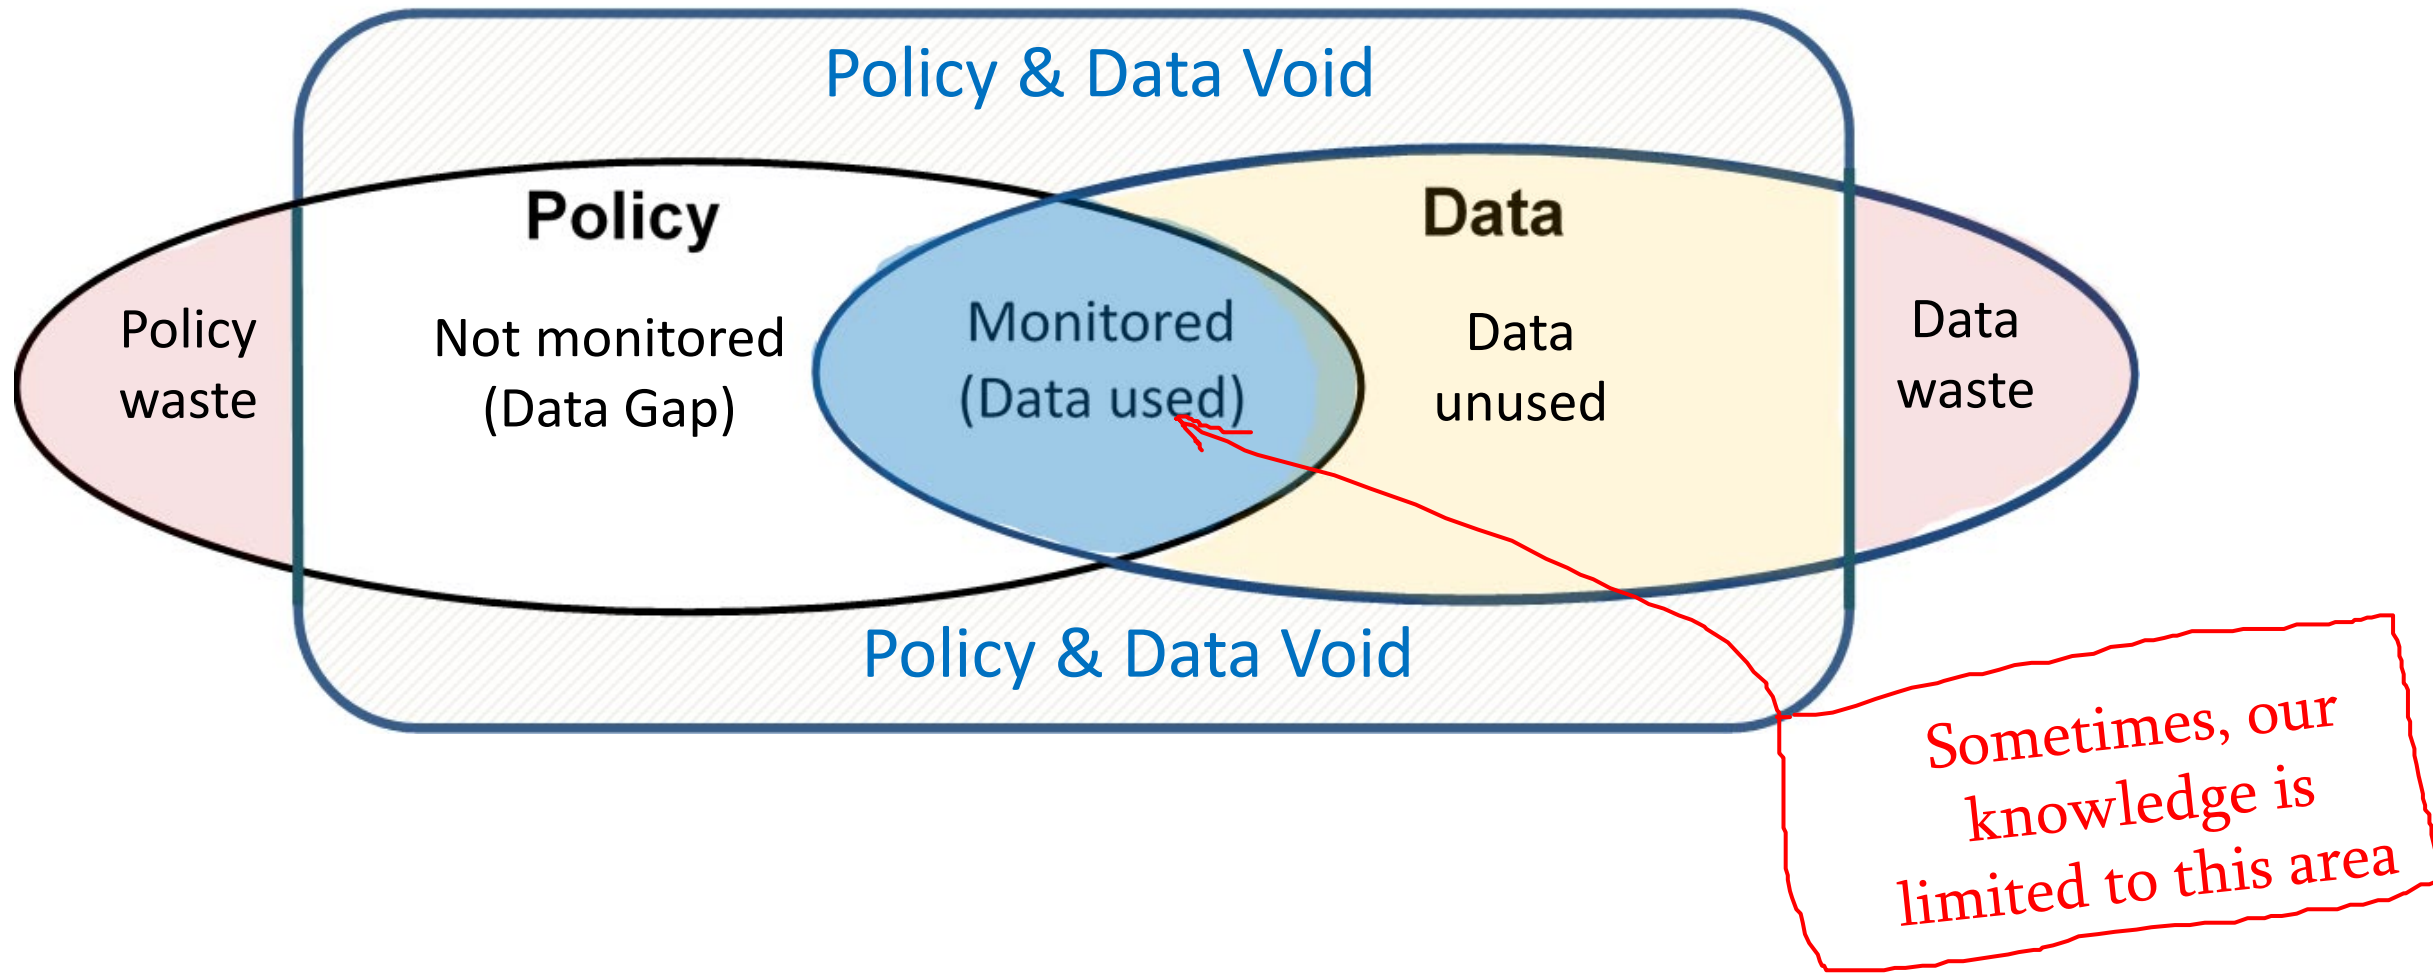 Policy & Data Void
Policy
Data
Policy
waste
Not monitored
(Data Gap)
Monitored
(Data used)
Data
unused
Data
waste
Policy & Data Void
Sometimes, our
knowledge is
limited to this area